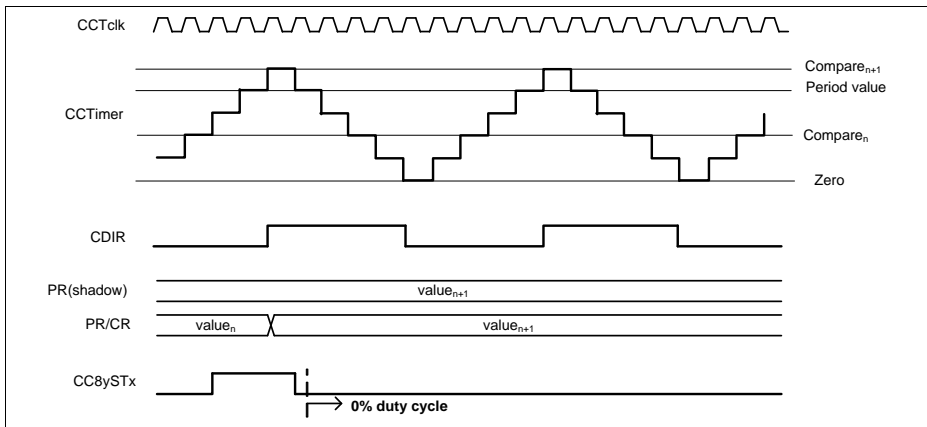 CCTclk
Compareₙ₊₁
Period value
CCTimer
Compareₙ
Zero
CDIR
PR(shadow)
valueₙ₊₁
PR/CR
valueₙ
valueₙ₊₁
CC8ySTx
0% duty cycle